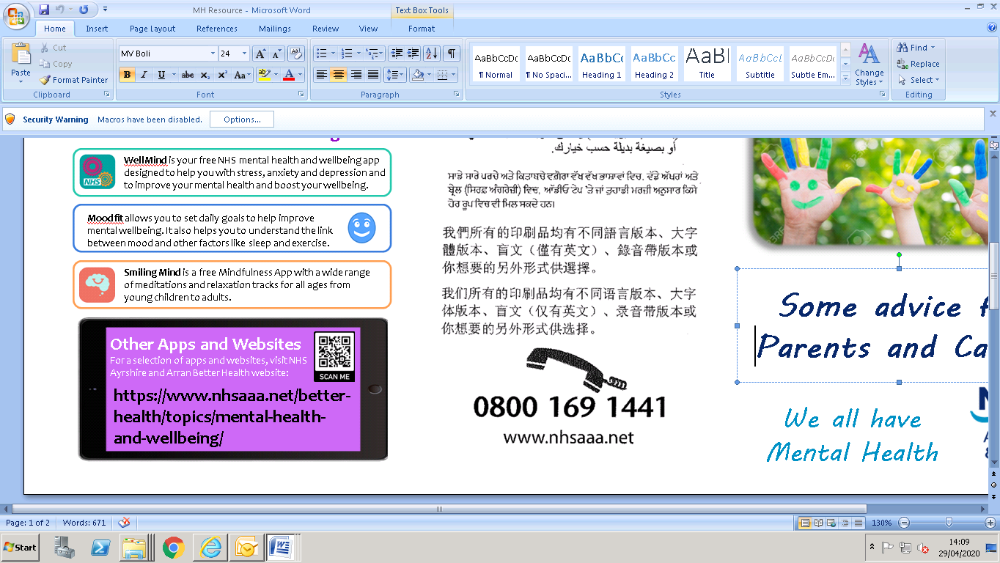 MH Resource - Microsoft Word
Text Box Tools
Home Insert Page Layout References Mailings Review View Format
Paste
Cut
Copy
Format Painter
Clipboard
MV Boli 24
Font
Paragraph
AaBbCcDc AaBbCcDc AaBbCc AaBbCc AaBl AaBbCcL AaBbCcDc
¶ Normal ¶ No Spaci... Heading 1 Heading 2 Title Subtitle Subtle Em...
Change
Styles
Styles
Find
Replace
Select
Editing
Security Warning Macros have been disabled. Options...
WellMind is your free NHS mental health and wellbeing app
designed to help you with stress, anxiety and depression and
to improve your mental health and boost your wellbeing.
NHS
Moodfit allows you to set daily goals to help improve
mental wellbeing. It also helps you to understand the link
between mood and other factors like sleep and exercise.
Smiling Mind is a free Mindfulness App with a wide range
of meditations and relaxation tracks for all ages from
young children to adults.
Other Apps and Websites
For a selection of apps and websites, visit NHS
Ayrshire and Arran Better Health website:
SCAN ME
https://www.nhsaaa.net/better-
health/topics/mental-health-
and-wellbeing/
أو بصيغة بديلة حسب خيارك.
ਸਾਡੇ ਸਾਰੇ ਪਰਚੇ ਅਤੇ ਕਿਤਾਬਚੇ ਵਗ਼ੈਰਾ ਵੱਖ ਵੱਖ ਭਾਸ਼ਾਵਾਂ ਵਿਚ, ਵੱਡੇ ਅੱਖਰਾਂ ਅਤੇ
ਬ੍ਰੇਲ (ਸਿਰਫ਼ ਅੰਗਰੇਜ਼ੀ) ਵਿਚ, ਆੱਡੀਓ ਟੇਪ 'ਤੇ ਜਾਂ ਤੁਹਾਡੀ ਮਰਜ਼ੀ ਅਨੁਸਾਰ ਕਿਸੇ
ਹੋਰ ਰੂਪ ਵਿਚ ਵੀ ਮਿਲ ਸਕਦੇ ਹਨ।
我們所有的印刷品均有不同語言版本、大字
體版本、盲文（僅有英文）、錄音帶版本或
你想要的另外形式供選擇。
我们所有的印刷品均有不同语言版本、大字
体版本、盲文（仅有英文）、录音带版本或
你想要的另外形式供选择。
0800 169 1441
www.nhsaaa.net
123RF
Some advice f
Parents and Ca
We all have
Mental Health
Page: 1 of 2 Words: 671 130%
Start
14:09
29/04/2020